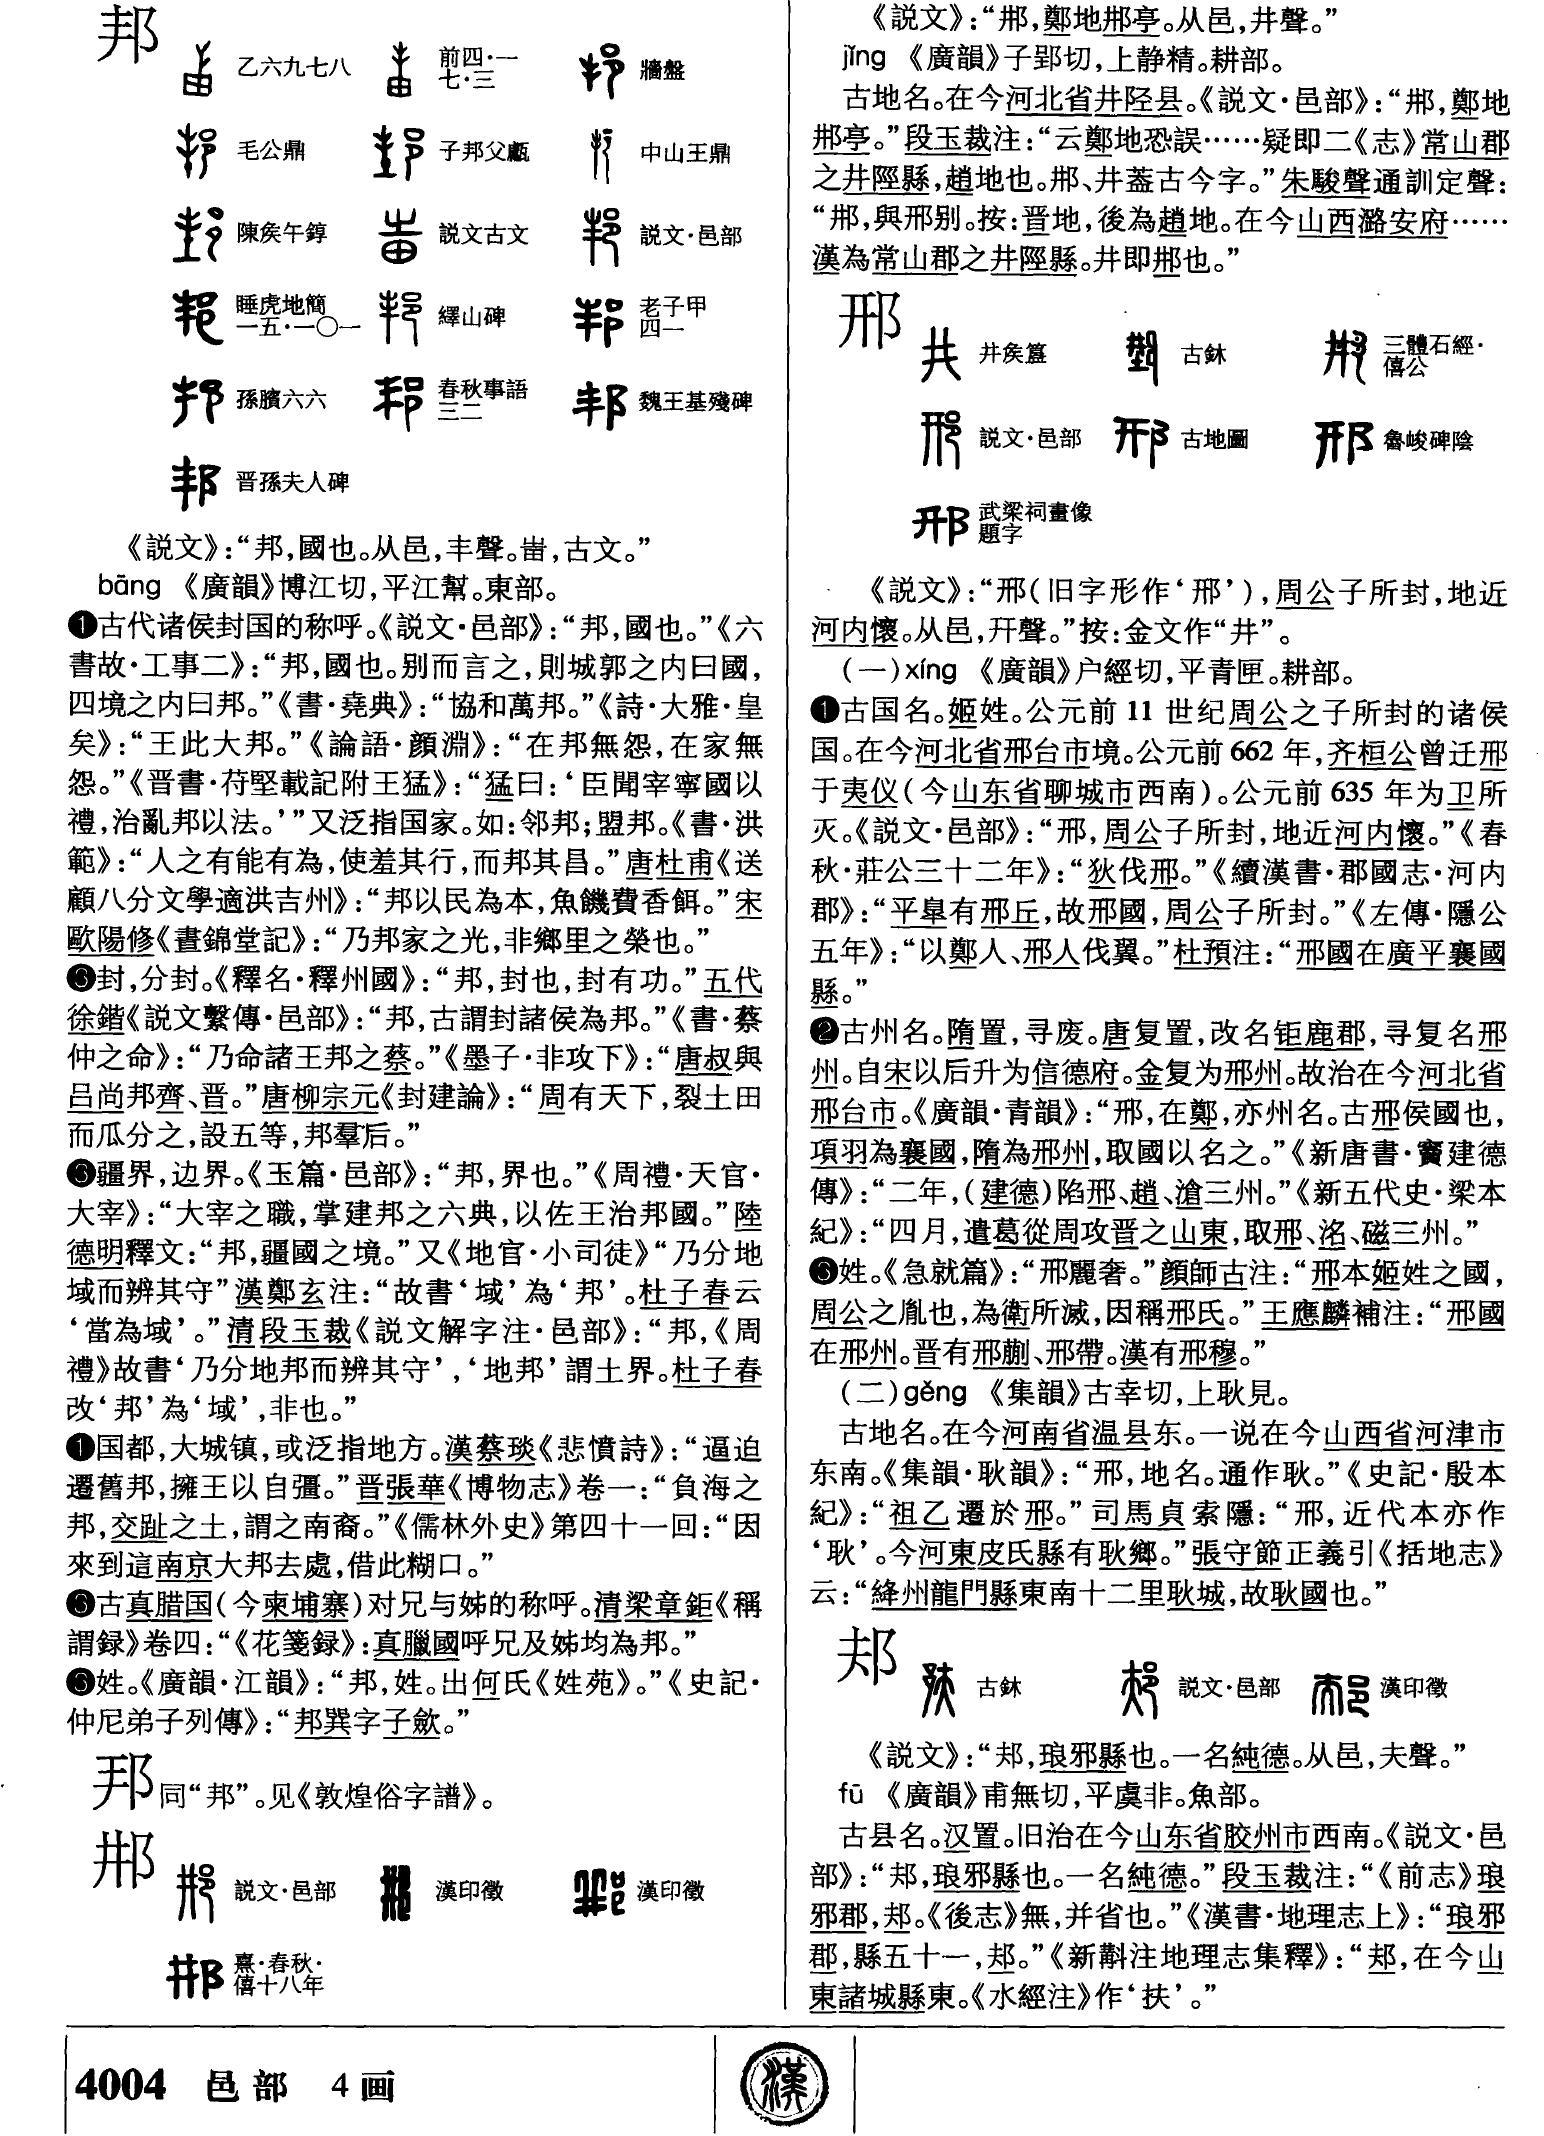 邦
乙六九七八 前四·一七·三 牆盤
毛公鼎 子邦父甗 中山王鼎
陳矦午錞 説文古文 説文·邑部
睡虎地簡一五·一〇一 繹山碑 老子甲四一
孫臏六六 春秋事語三二 魏王基殘碑
晋孫夫人碑
《説文》：“邦，國也。从邑，丰聲。𤰫，古文。”
bāng 《廣韻》博江切，平江幫。東部。
❶古代诸侯封国的称呼。《説文·邑部》：“邦，國也。”《六
書故·工事二》：“邦，國也。别而言之，則城郭之内曰國，
四境之内曰邦。”《書·堯典》：“協和萬邦。”《詩·大雅·皇
矣》：“王此大邦。”《論語·顔淵》：“在邦無怨，在家無
怨。”《晋書·苻堅載記附王猛》：“猛曰：‘臣聞宰寧國以
禮，治亂邦以法。’”又泛指国家。如：邻邦；盟邦。《書·洪
範》：“人之有能有為，使羞其行，而邦其昌。”唐杜甫《送
顧八分文學適洪吉州》：“邦以民為本，魚饑費香餌。”宋
歐陽修《晝錦堂記》：“乃邦家之光，非鄉里之榮也。”
封，分封。《釋名·釋州國》：“邦，封也，封有功。”五代
徐鍇《説文繫傳·邑部》：“邦，古謂封諸侯為邦。”《書·蔡
仲之命》：“乃命諸王邦之蔡。”《墨子·非攻下》：“唐叔與
吕尚邦齊、晋。”唐柳宗元《封建論》：“周有天下，裂土田
而瓜分之，設五等，邦羣后。”
❸疆界，边界。《玉篇·邑部》：“邦，界也。”《周禮·天官·
大宰》：“大宰之職，掌建邦之六典，以佐王治邦國。”陸
德明釋文：“邦，疆國之境。”又《地官·小司徒》“乃分地
域而辨其守”漢鄭玄注：“故書‘域’為‘邦’。杜子春云
‘當為域’。”清段玉裁《説文解字注·邑部》：“邦，《周
禮》故書‘乃分地邦而辨其守’，‘地邦’謂土界。杜子春
改‘邦’為‘域’，非也。”
国都，大城镇，或泛指地方。漢蔡琰《悲憤詩》：“逼迫
遷舊邦，擁王以自彊。”晋張華《博物志》卷一：“負海之
邦，交趾之土，謂之南裔。”《儒林外史》第四十一回：“因
來到這南京大邦去處，借此糊口。”
古真腊国（今柬埔寨）对兄与姊的称呼。清梁章鉅《稱
謂録》卷四：“《花箋録》：真臘國呼兄及姊均為邦。”
姓。《廣韻·江韻》：“邦，姓。出何氏《姓苑》。”《史記·
仲尼弟子列傳》：“邦巽字子歛。”
邦 同“邦”。见《敦煌俗字譜》。
邢
説文·邑部 漢印徵 漢印徵
熹·春秋·僖十八年
《説文》：“邢，鄭地邢亭。从邑，井聲。”
jǐng 《廣韻》子郢切，上静精。耕部。
古地名。在今河北省井陉县。《説文·邑部》：“邢，鄭地
邢亭。”段玉裁注：“云鄭地恐誤……疑即二《志》常山郡
之井陘縣，趙地也。邢、井蓋古今字。”朱駿聲通訓定聲：
“邢，與邢别。按：晋地，後為趙地。在今山西潞安府……
漢為常山郡之井陘縣。井即邢也。”
邢
井矦簋 古鉨 三體石經·僖公
説文·邑部 古地圖 魯峻碑陰
武梁祠畫像題字
《説文》：“邢（旧字形作‘邢’），周公子所封，地近
河内懷。从邑，幵聲。”按：金文作“井”。
（一）xíng 《廣韻》户經切，平青匣。耕部。
❶古国名。姬姓。公元前 11 世纪周公之子所封的诸侯
国。在今河北省邢台市境。公元前 662 年，齐桓公曾迁邢
于夷仪（今山东省聊城市西南）。公元前 635 年为卫所
灭。《説文·邑部》：“邢，周公子所封，地近河内懷。”《春
秋·莊公三十二年》：“狄伐邢。”《續漢書·郡國志·河内
郡》：“平臯有邢丘，故邢國，周公子所封。”《左傳·隱公
五年》：“以鄭人、邢人伐翼。”杜預注：“邢國在廣平襄國
縣。”
❷古州名。隋置，寻废。唐复置，改名钜鹿郡，寻复名邢
州。自宋以后升为信德府。金复为邢州。故治在今河北省
邢台市。《廣韻·青韻》：“邢，在鄭，亦州名。古邢侯國也，
項羽為襄國，隋為邢州，取國以名之。”《新唐書·竇建德
傳》：“二年，（建德）陷邢、趙、滄三州。”《新五代史·梁本
紀》：“四月，遣葛從周攻晋之山東，取邢、洺、磁三州。”
❸姓。《急就篇》：“邢麗奢。”顔師古注：“邢本姬姓之國，
周公之胤也，為衛所滅，因稱邢氏。”王應麟補注：“邢國
在邢州。晋有邢蒯、邢帶。漢有邢穆。”
（二）gěng 《集韻》古幸切，上耿見。
古地名。在今河南省温县东。一说在今山西省河津市
东南。《集韻·耿韻》：“邢，地名。通作耿。”《史記·殷本
紀》：“祖乙遷於邢。”司馬貞索隱：“邢，近代本亦作
‘耿’。今河東皮氏縣有耿鄉。”張守節正義引《括地志》
云：“絳州龍門縣東南十二里耿城，故耿國也。”
邞
古鉨 説文·邑部 漢印徵
《説文》：“邞，琅邪縣也。一名純德。从邑，夫聲。”
fū 《廣韻》甫無切，平虞非。魚部。
古县名。汉置。旧治在今山东省胶州市西南。《説文·邑
部》：“邞，琅邪縣也。一名純德。”段玉裁注：“《前志》琅
邪郡，邞。《後志》無，并省也。”《漢書·地理志上》：“琅邪
郡，縣五十一，邞。”《新斠注地理志集釋》：“邞，在今山
東諸城縣東。《水經注》作‘扶’。”
4004 邑部 4画
漢